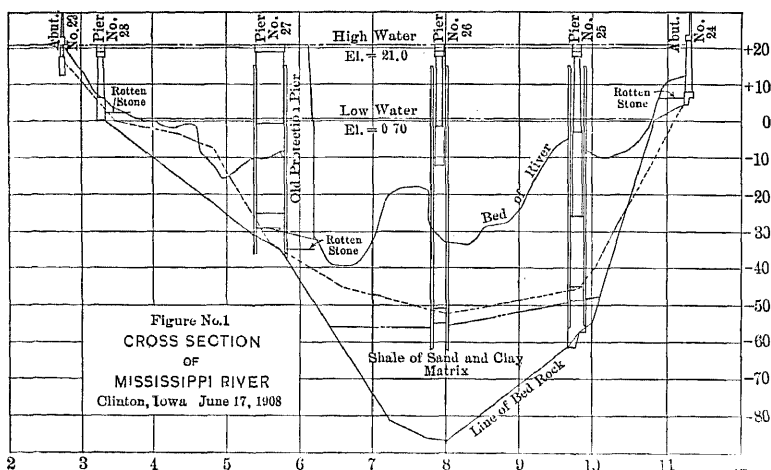 Abut. No. 29
Pier No. 28
Pier No. 27
Pier No. 26
Pier No. 25
Abut. No. 24
High Water
El. = 21.0
Low Water
El. = 0.70
Rotten Stone
Old Protection Pier
Rotten Stone
Bed of River
Rotten Stone
+20
+10
0
-10
-20
30
-40
-50
-60
-70
-80
Shale of Sand and Clay
Matrix
Line of Bed Rock
Figure No.1
CROSS SECTION
OF
MISSISSIPPI RIVER
Clinton, Iowa June 17, 1908
2 3 4 5 6 7 8 9 10 11